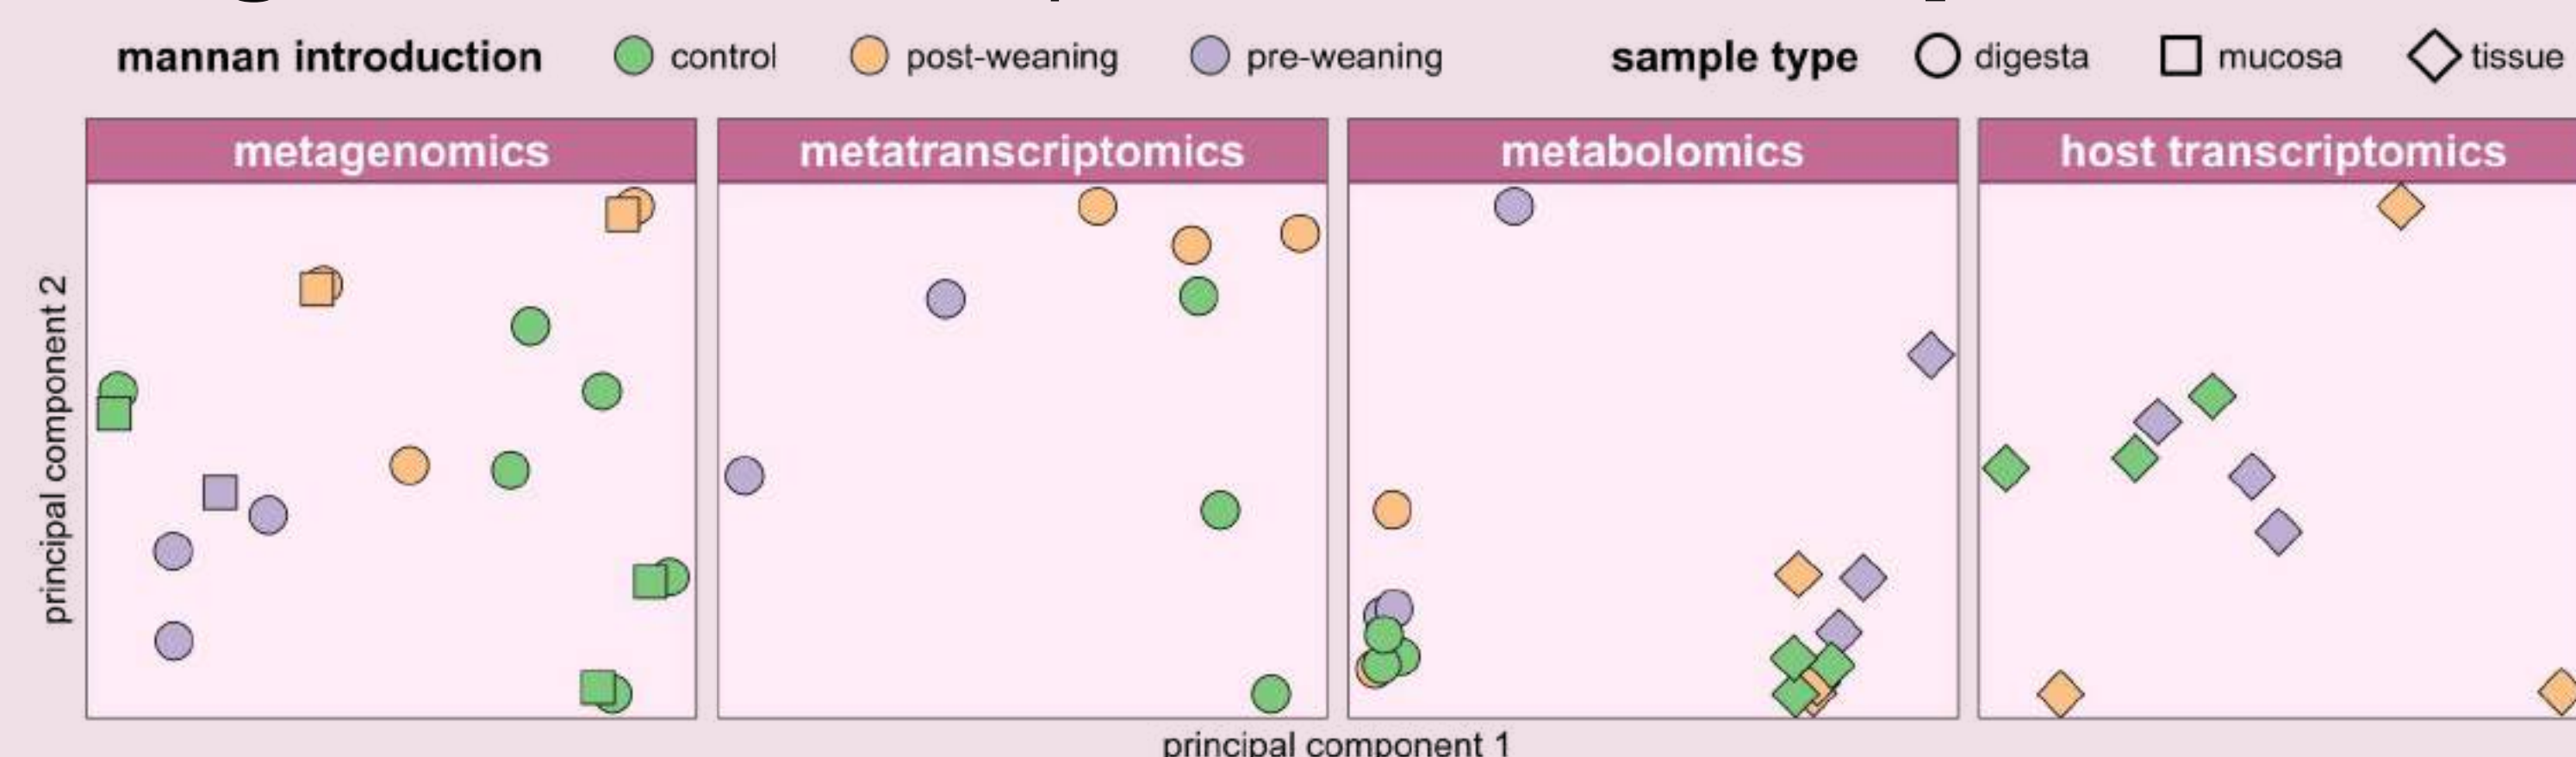 mannan introduction control post-weaning pre-weaning sample type digesta mucosa tissue
metagenomics metatranscriptomics metabolomics host transcriptomics
principal component 2
principal component 1